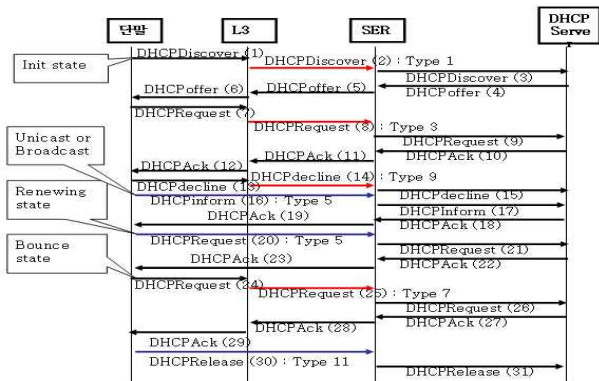 단말
L3
SER
DHCP
Serve
DHCPDiscover (1)
Init state
DHCPDiscover (2) : Type 1
DHCPDiscover (3)
DHCPoffer (6)
DHCPoffer (5)
DHCPoffer (4)
DHCPRequest (7)
DHCPRequest (8) : Type 3
DHCPRequest (9)
Unicast or
Broadcast
DHCPAck (12)
DHCPAck (11)
DHCPAck (10)
DHCPdecline (13)
DHCPdecline (14) : Type 9
DHCPdecline (15)
DHCPinform (16) : Type 5
Renewing
state
DHCPInform (17)
DHCPAck (19)
DHCPAck (18)
DHCPRequest (20) : Type 5
DHCPRequest (21)
Bounce
state
DHCPAck (23)
DHCPAck (22)
DHCPRequest (24)
DHCPRequest (25) : Type 7
DHCPRequest (26)
DHCPAck (28)
DHCPAck (27)
DHCPAck (29)
DHCPRelease (30) : Type 11
DHCPRelease (31)